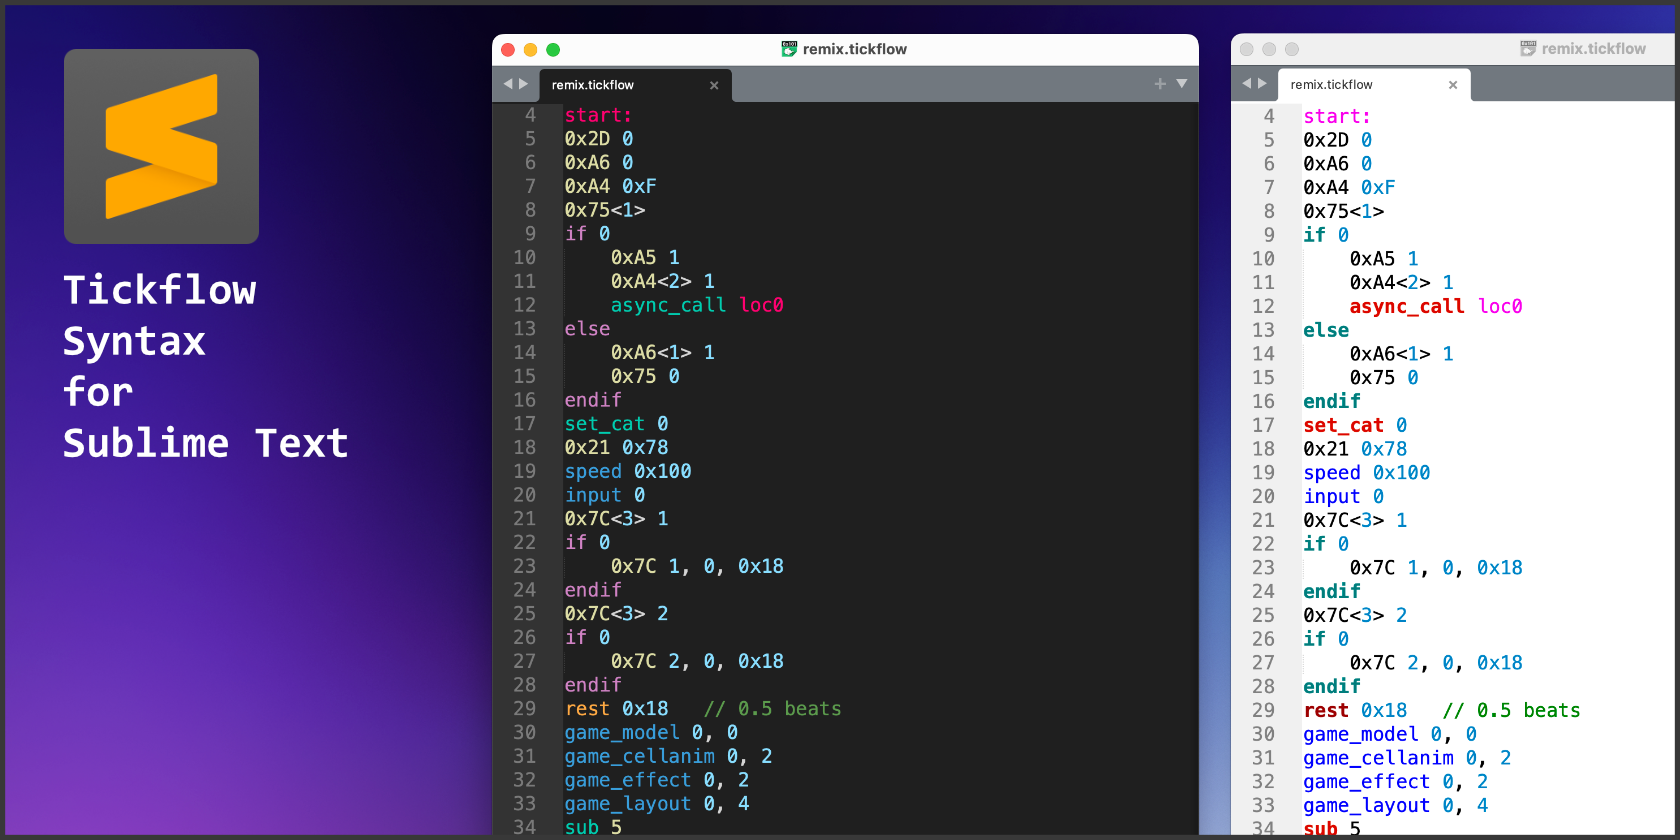 Tickflow
Syntax
for
Sublime Text
remix.tickflow
remix.tickflow
4 start:
5 0x2D 0
6 0xA6 0
7 0xA4 0xF
8 0x75<1>
9 if 0
10 0xA5 1
11 0xA4<2> 1
12 async_call loc0
13 else
14 0xA6<1> 1
15 0x75 0
16 endif
17 set_cat 0
18 0x21 0x78
19 speed 0x100
20 input 0
21 0x7C<3> 1
22 if 0
23 0x7C 1, 0, 0x18
24 endif
25 0x7C<3> 2
26 if 0
27 0x7C 2, 0, 0x18
28 endif
29 rest 0x18 // 0.5 beats
30 game_model 0, 0
31 game_cellanim 0, 2
32 game_effect 0, 2
33 game_layout 0, 4
34 sub 5
remix.tickflow
remix.tickflow
4 start:
5 0x2D 0
6 0xA6 0
7 0xA4 0xF
8 0x75<1>
9 if 0
10 0xA5 1
11 0xA4<2> 1
12 async_call loc0
13 else
14 0xA6<1> 1
15 0x75 0
16 endif
17 set_cat 0
18 0x21 0x78
19 speed 0x100
20 input 0
21 0x7C<3> 1
22 if 0
23 0x7C 1, 0, 0x18
24 endif
25 0x7C<3> 2
26 if 0
27 0x7C 2, 0, 0x18
28 endif
29 rest 0x18 // 0.5 beats
30 game_model 0, 0
31 game_cellanim 0, 2
32 game_effect 0, 2
33 game_layout 0, 4
34 sub 5